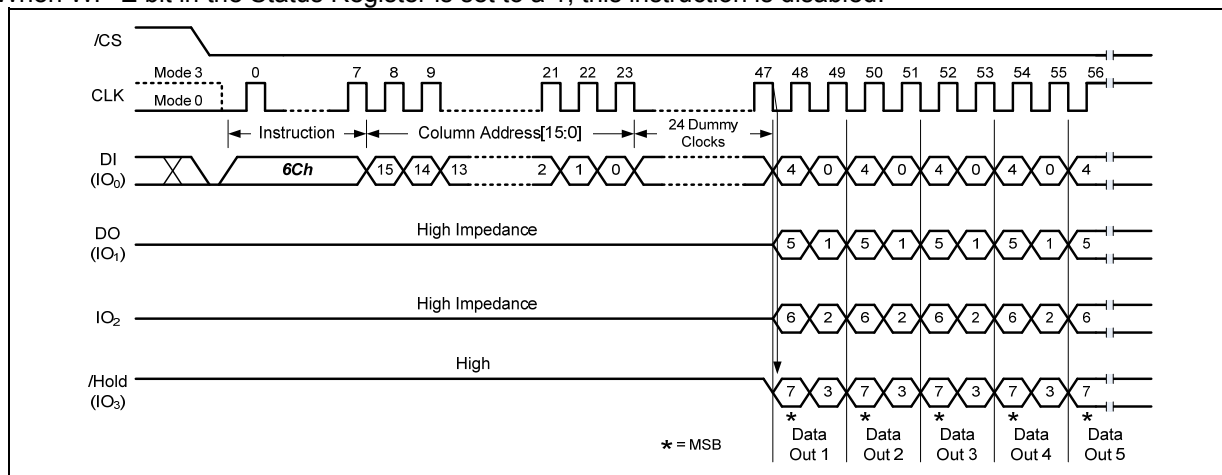 When WP-E bit in the Status Register is set to a 1, this instruction is disabled.
/CS
Mode 3 0 7 8 9 21 22 23 47 48 49 50 51 52 53 54 55 56
CLK
Mode 0
Instruction Column Address[15:0] 24 Dummy
Clocks
DI
(IO0)
6Ch 15 14 13 2 1 0 4 0 4 0 4 0 4 0 4
DO
(IO1)
High Impedance 5 1 5 1 5 1 5 1 5
IO2
High Impedance 6 2 6 2 6 2 6 2 6
High
/Hold
(IO3)
7 3 7 3 7 3 7 3 7
* * * * *
* = MSB
Data Out 1
Data Out 2
Data Out 3
Data Out 4
Data Out 5